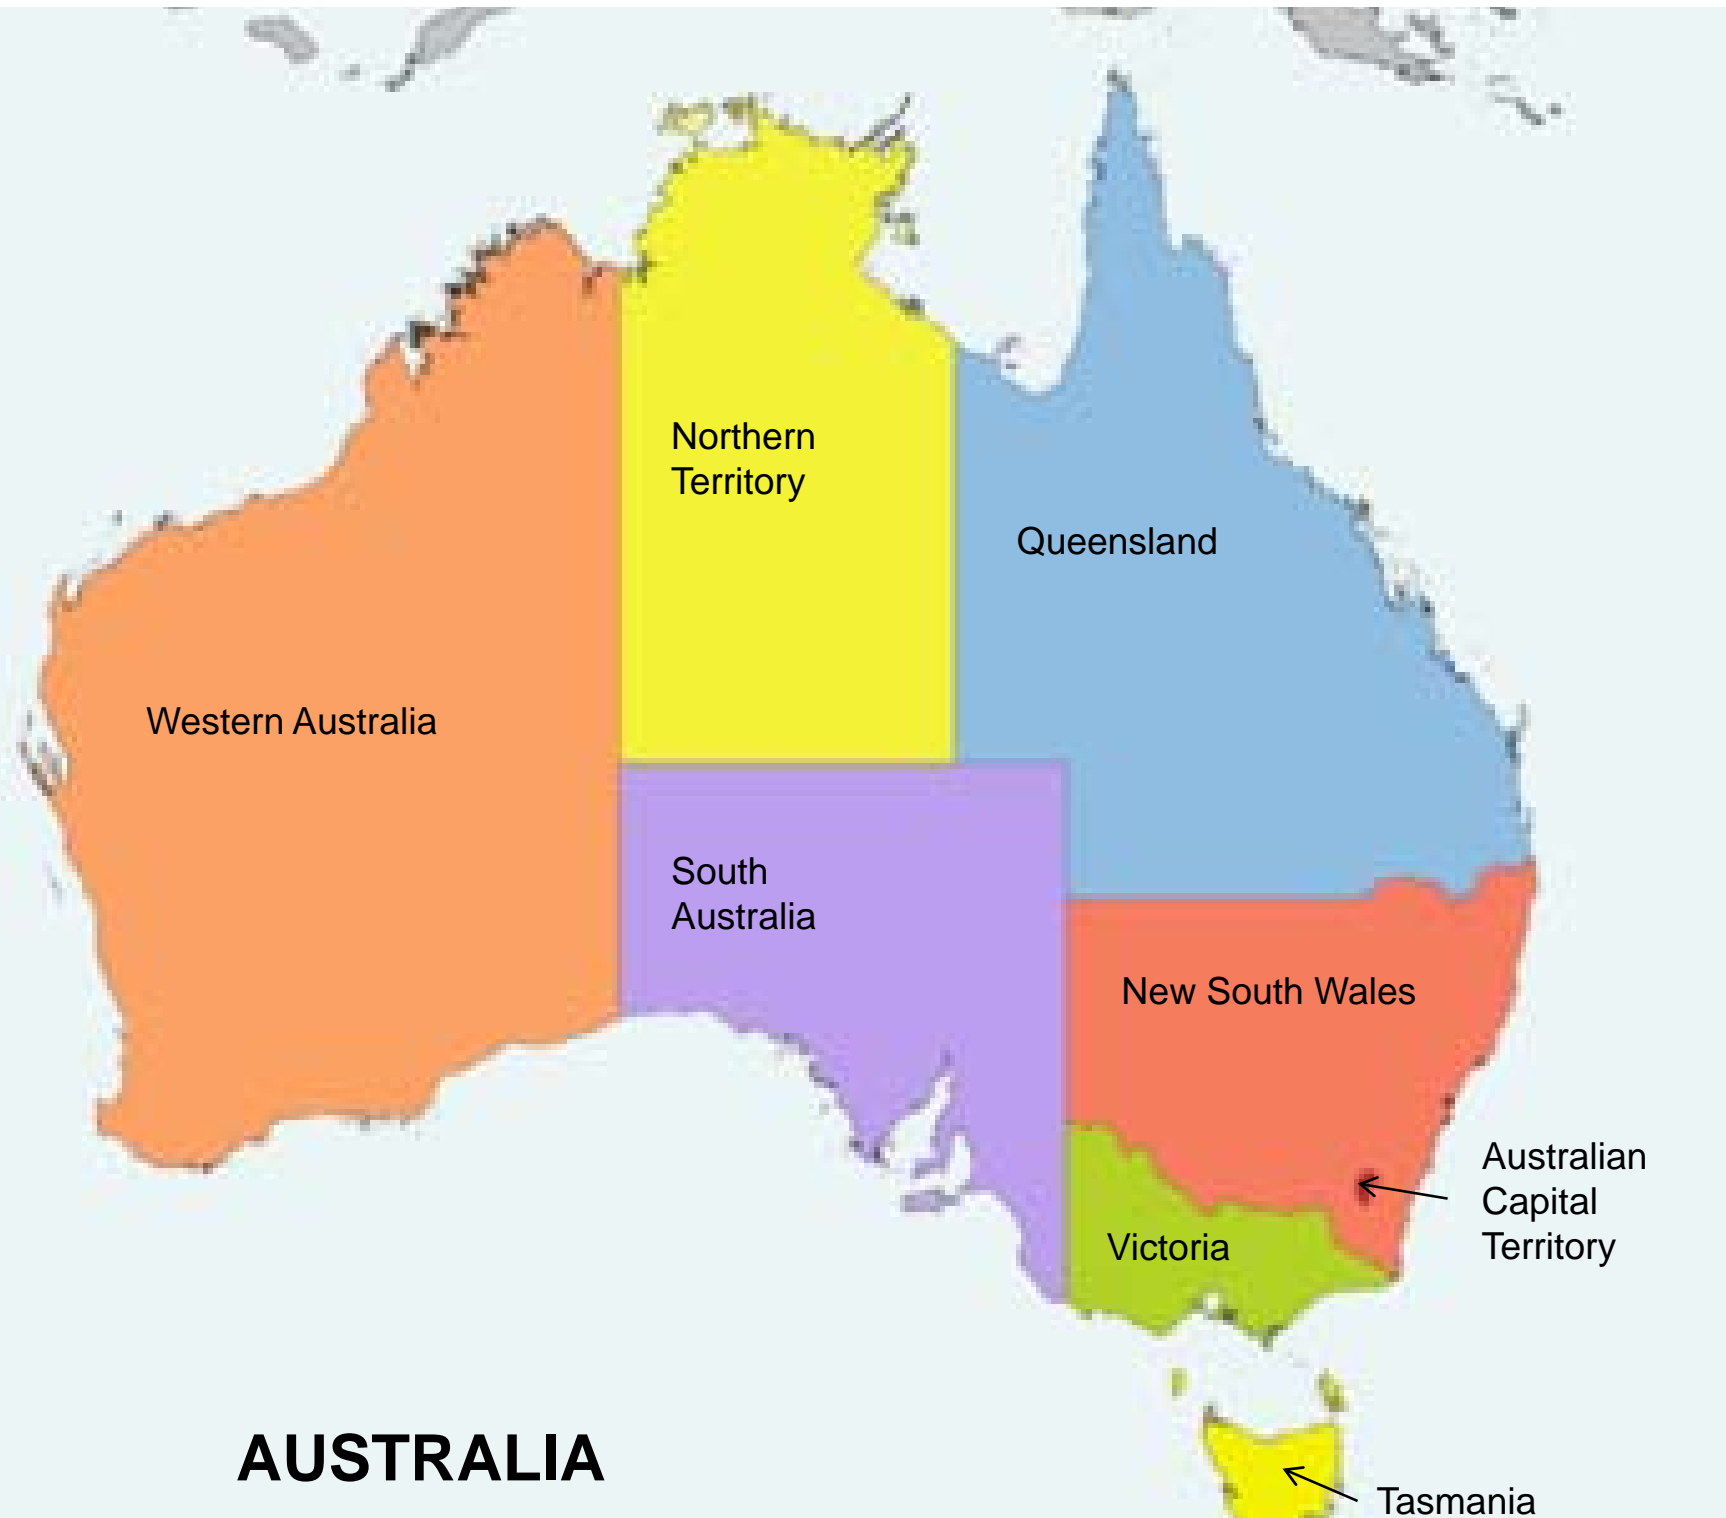 Northern
Territory
Queensland
Western Australia
South
Australia
New South Wales
Australian
Capital
Territory
Victoria
AUSTRALIA
Tasmania